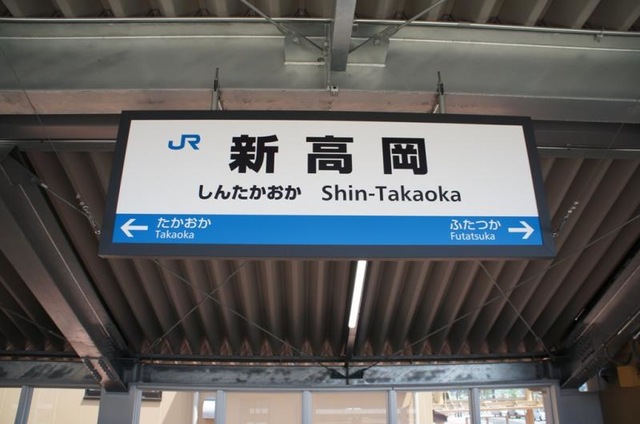 JR 新高岡
しんたかおか Shin-Takaoka
← たかおか ふたつか →
Takaoka Futatsuka